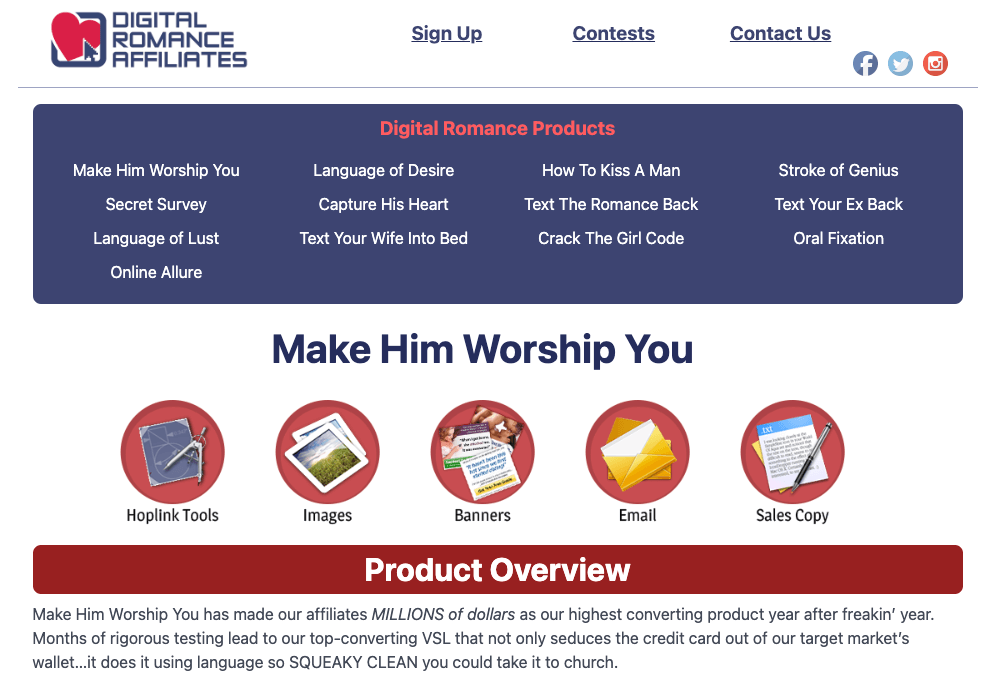 DIGITAL
ROMANCE
AFFILIATES
Sign Up
Contests
Contact Us
Digital Romance Products
Make Him Worship You
Language of Desire
How To Kiss A Man
Stroke of Genius
Secret Survey
Capture His Heart
Text The Romance Back
Text Your Ex Back
Language of Lust
Text Your Wife Into Bed
Crack The Girl Code
Oral Fixation
Online Allure
Make Him Worship You
.txt
Hoplink Tools
Images
Banners
Email
Sales Copy
Product Overview
Make Him Worship You has made our affiliates MILLIONS of dollars as our highest converting product year after freakin’ year.
Months of rigorous testing lead to our top-converting VSL that not only seduces the credit card out of our target market’s
wallet...it does it using language so SQUEAKY CLEAN you could take it to church.